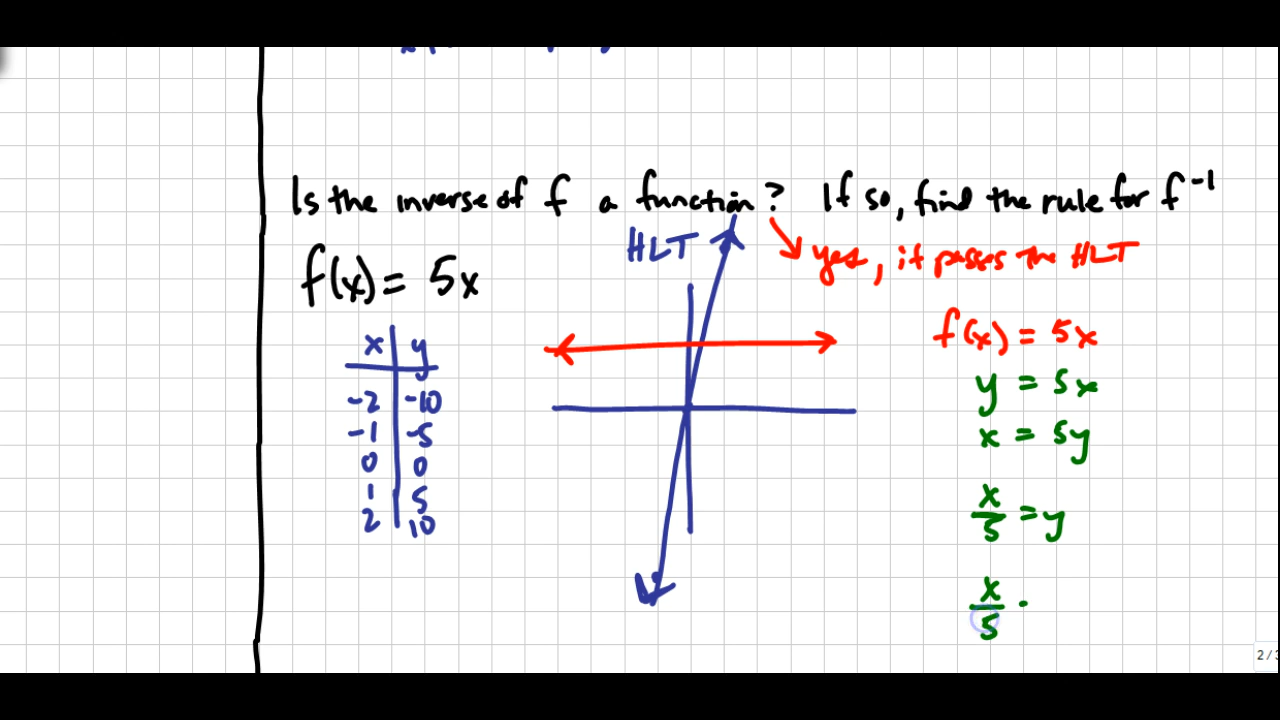 Is the inverse of f a function? If so, find the rule for f⁻¹
HLT
yes, it passes the HLT
f(x) = 5x
x y
-2 -10
-1 -5
0 0
1 5
2 10
f(x) = 5x
y = 5x
x = 5y
x/5 = y
x/5
2/3